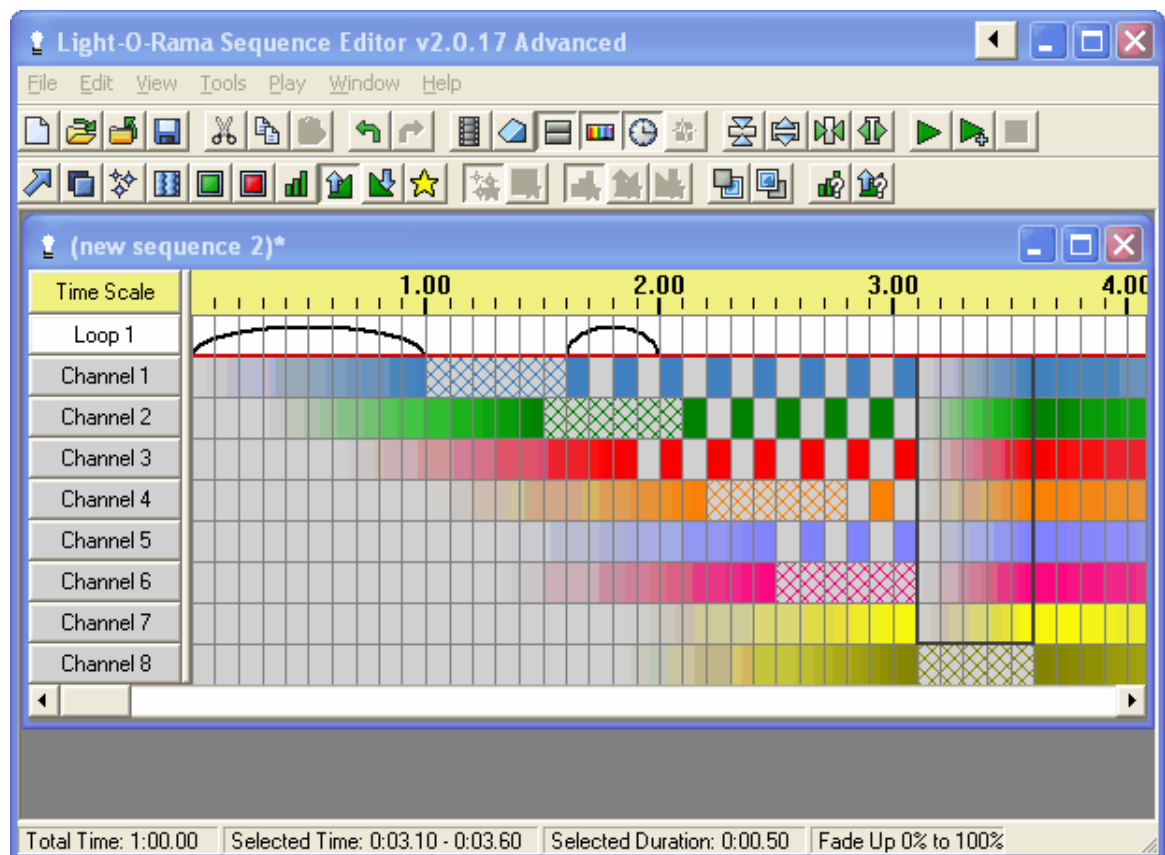 Light-O-Rama Sequence Editor v2.0.17 Advanced
File Edit View Tools Play Window Help
(new sequence 2)*
Time Scale 1.00 2.00 3.00 4.00
Loop 1
Channel 1
Channel 2
Channel 3
Channel 4
Channel 5
Channel 6
Channel 7
Channel 8
Total Time: 1:00.00 Selected Time: 0:03.10 - 0:03.60 Selected Duration: 0:00.50 Fade Up 0% to 100%